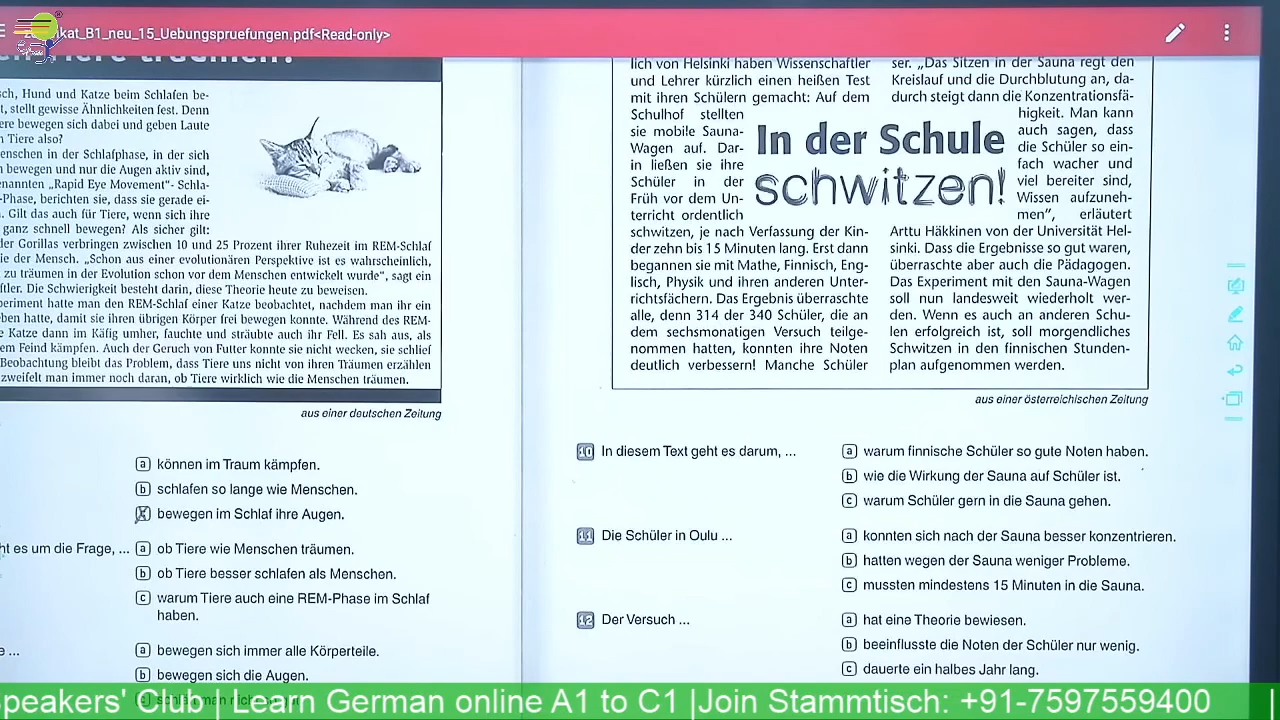 kat_B1_neu_15_Uebungspruefungen.pdf<Read-only>
sch, Hund und Katze beim Schlafen be-
t, stellt gewisse Ähnlichkeiten fest. Denn
ere bewegen sich dabei und geben Laute
n Tiere also?
enschen in der Schlafphase, in der sich
n bewegen und nur die Augen aktiv sind,
enannten „Rapid Eye Movement“- Schla-
-Phase, berichten sie, dass sie gerade ei-
. Gilt das auch für Tiere, wenn sich ihre
ganz schnell bewegen? Als sicher gilt:
der Gorillas verbringen zwischen 10 und 25 Prozent ihrer Ruhezeit im REM-Schlaf
ie der Mensch. „Schon aus einer evolutionären Perspektive ist es wahrscheinlich,
zu träumen in der Evolution schon vor dem Menschen entwickelt wurde“, sagt ein
ftler. Die Schwierigkeit besteht darin, diese Theorie heute zu beweisen.
periment hatte man den REM-Schlaf einer Katze beobachtet, nachdem man ihr ein
ben hatte, damit sie ihren übrigen Körper frei bewegen konnte. Während des REM-
e Katze dann im Käfig umher, fauchte und sträubte auch ihr Fell. Es sah aus, als
em Feind kämpfen. Auch der Geruch von Futter konnte sie nicht wecken, sie schlief
Beobachtung bleibt das Problem, dass Tiere uns nicht von ihren Träumen erzählen
zweifelt man immer noch daran, ob Tiere wirklich wie die Menschen träumen.
aus einer deutschen Zeitung
a können im Traum kämpfen.
b schlafen so lange wie Menschen.
bewegen im Schlaf ihre Augen.
ht es um die Frage, ... a ob Tiere wie Menschen träumen.
b ob Tiere besser schlafen als Menschen.
c warum Tiere auch eine REM-Phase im Schlaf
haben.
e ... a bewegen sich immer alle Körperteile.
b bewegen sich die Augen.
lich von Helsinki haben Wissenschaftler
und Lehrer kürzlich einen heißen Test
mit ihren Schülern gemacht: Auf dem
Schulhof stellten
sie mobile Sauna-
Wagen auf. Dar-
in ließen sie ihre
Schüler in der
Früh vor dem Un-
terricht ordentlich
schwitzen, je nach Verfassung der Kin-
der zehn bis 15 Minuten lang. Erst dann
begannen sie mit Mathe, Finnisch, Eng-
lisch, Physik und ihren anderen Unter-
richtsfächern. Das Ergebnis überraschte
alle, denn 314 der 340 Schüler, die an
dem sechsmonatigen Versuch teilge-
nommen hatten, konnten ihre Noten
deutlich verbessern! Manche Schüler
In der Schule
schwitzen!
ser. „Das Sitzen in der Sauna regt den
Kreislauf und die Durchblutung an, da-
durch steigt dann die Konzentrationsfä-
higkeit. Man kann
auch sagen, dass
die Schüler so ein-
fach wacher und
viel bereiter sind,
Wissen aufzuneh-
men“, erläutert
Arttu Häkkinen von der Universität Hel-
sinki. Dass die Ergebnisse so gut waren,
überraschte aber auch die Pädagogen.
Das Experiment mit den Sauna-Wagen
soll nun landesweit wiederholt wer-
den. Wenn es auch an anderen Schu-
len erfolgreich ist, soll morgendliches
Schwitzen in den finnischen Stunden-
plan aufgenommen werden.
aus einer österreichischen Zeitung
10 In diesem Text geht es darum, ... a warum finnische Schüler so gute Noten haben.
b wie die Wirkung der Sauna auf Schüler ist.
c warum Schüler gern in die Sauna gehen.
11 Die Schüler in Oulu ... a konnten sich nach der Sauna besser konzentrieren.
b hatten wegen der Sauna weniger Probleme.
c mussten mindestens 15 Minuten in die Sauna.
12 Der Versuch ... a hat eine Theorie bewiesen.
b beeinflusste die Noten der Schüler nur wenig.
c dauerte ein halbes Jahr lang.
Speakers' Club | Learn German online A1 to C1 |Join Stammtisch: +91-7597559400 |